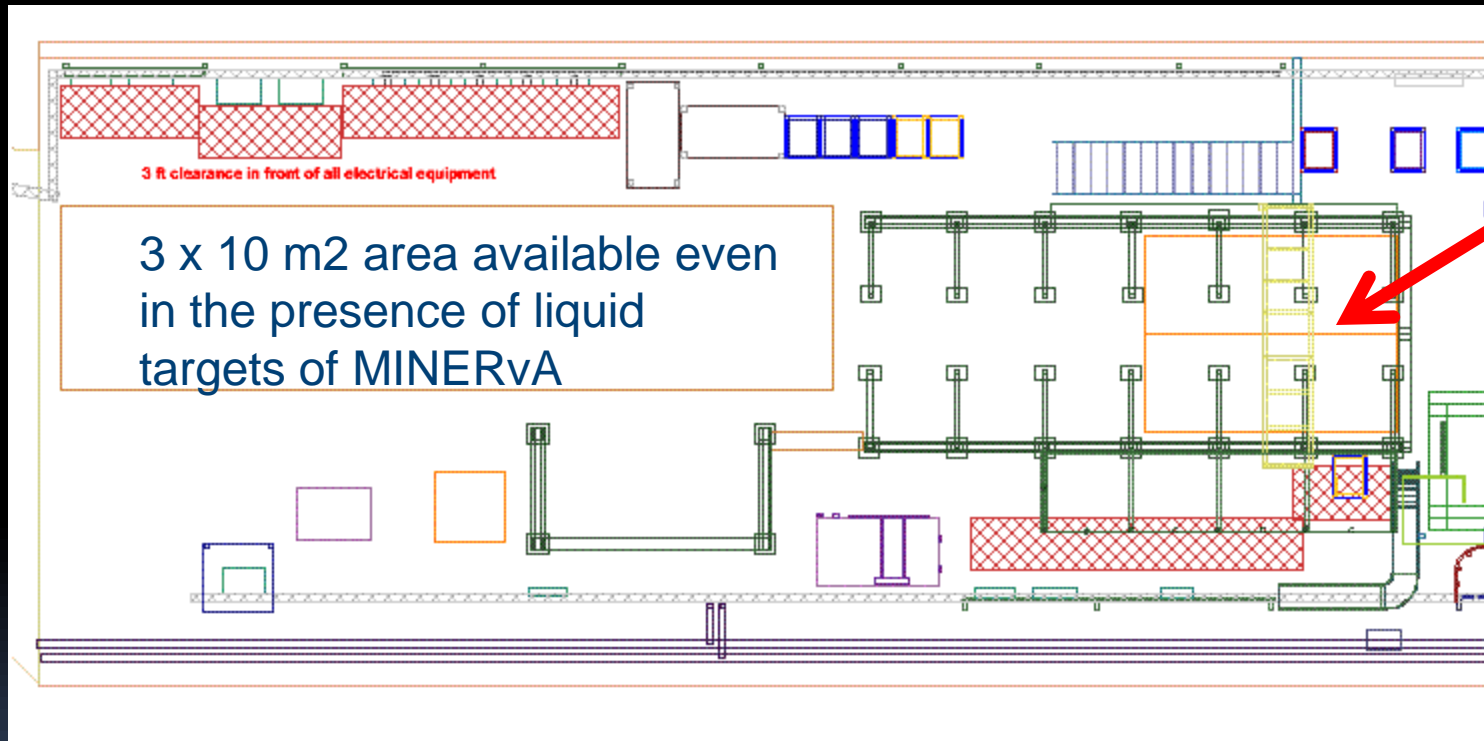 3 ft clearance in front of all electrical equipment
3 x 10 m2 area available even
in the presence of liquid
targets of MINERvA